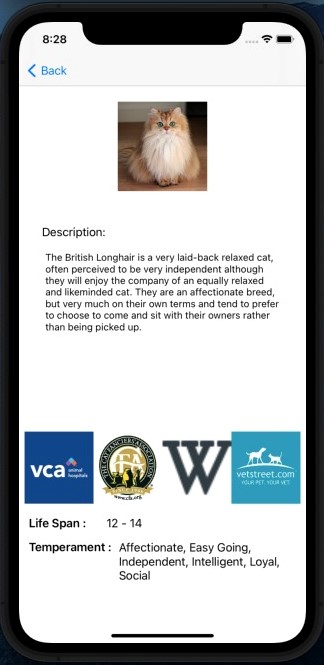 8:28
Back
Description:
The British Longhair is a very laid-back relaxed cat,
often perceived to be very independent although
they will enjoy the company of an equally relaxed
and likeminded cat. They are an affectionate breed,
but very much on their own terms and tend to prefer
to choose to come and sit with their owners rather
than being picked up.
vca animal
hospitals
THE CAT FANCIERS' ASSOCIATION
CFA
www.cfa.org
W
vetstreet.com
YOUR PET. YOUR VET.
Life Span : 12 - 14
Temperament : Affectionate, Easy Going,
Independent, Intelligent, Loyal,
Social